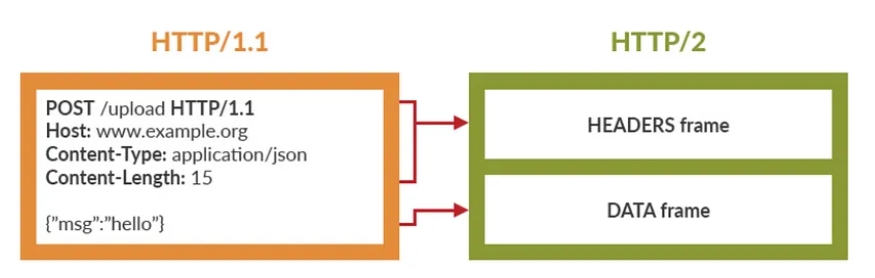 HTTP/1.1
POST /upload HTTP/1.1
Host: www.example.org
Content-Type: application/json
Content-Length: 15
{”msg”:”hello”}
HTTP/2
HEADERS frame
DATA frame